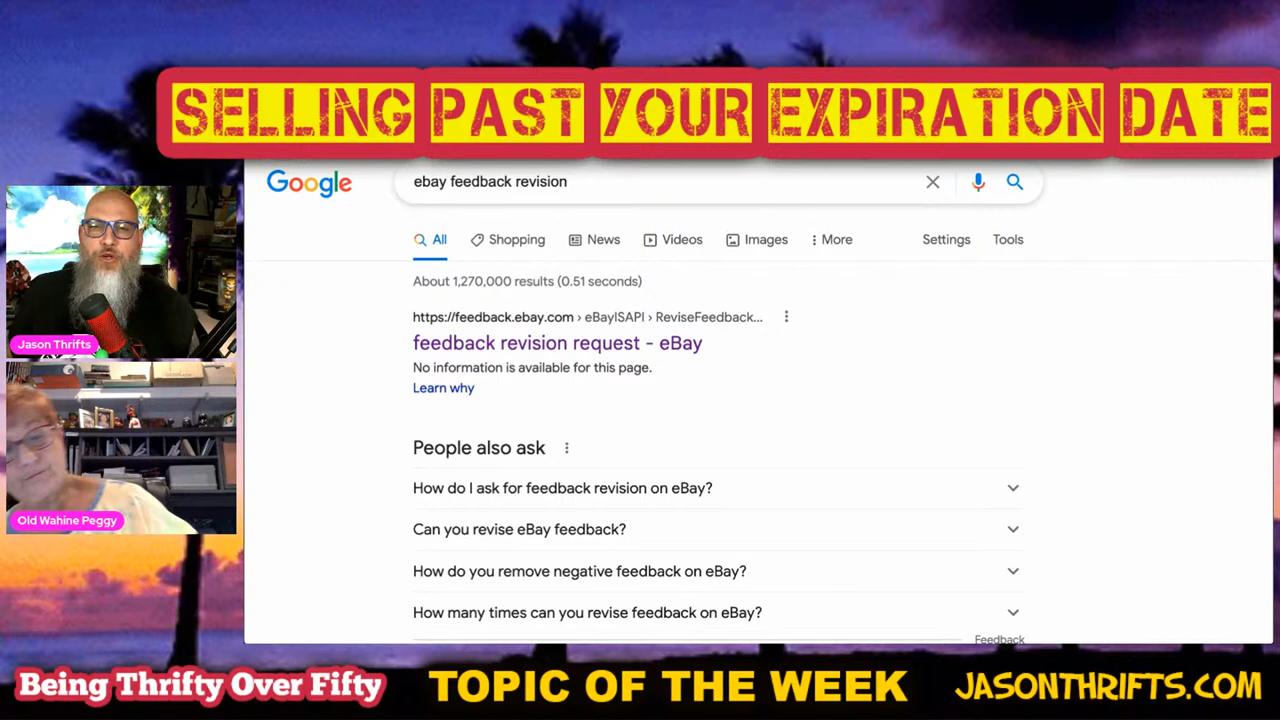 SELLING PAST YOUR EXPIRATION DATE
Google
ebay feedback revision
All
Shopping
News
Videos
Images
More
Settings
Tools
About 1,270,000 results (0.51 seconds)
https://feedback.ebay.com › eBayISAPI › ReviseFeedback...
feedback revision request - eBay
No information is available for this page.
Learn why
People also ask
How do I ask for feedback revision on eBay?
Can you revise eBay feedback?
How do you remove negative feedback on eBay?
How many times can you revise feedback on eBay?
Feedback
Jason Thrifts
Old Wahine Peggy
Being Thrifty Over Fifty
TOPIC OF THE WEEK
JASONTHRIFTS.COM